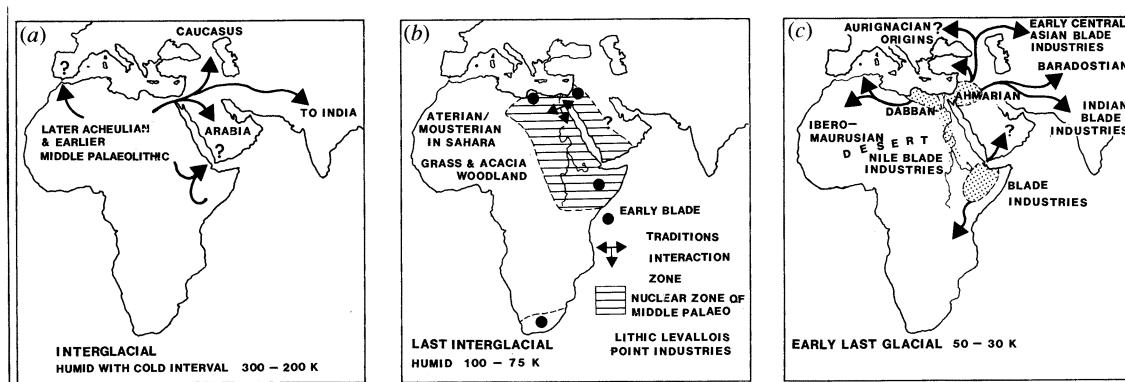 (a)
CAUCASUS
?
TO INDIA
LATER ACHEULIAN
& EARLIER
MIDDLE PALAEOLITHIC
ARABIA
?
INTERGLACIAL
HUMID WITH COLD INTERVAL 300 – 200 K
(b)
ATERIAN/
MOUSTERIAN
IN SAHARA
?
GRASS & ACACIA
WOODLAND
EARLY BLADE
TRADITIONS
INTERACTION
ZONE
NUCLEAR ZONE OF
MIDDLE PALAEO
LITHIC LEVALLOIS
POINT INDUSTRIES
LAST INTERGLACIAL
HUMID 100 – 75 K
(c)
AURIGNACIAN ?
ORIGINS
EARLY CENTRAL
ASIAN BLADE
INDUSTRIES
BARADOSTIAN
AHMARIAN
DABBAN
INDIAN
BLADE
INDUSTRIES
IBERO-
MAURUSIAN
DESERT
NILE BLADE
INDUSTRIES
?
BLADE
INDUSTRIES
EARLY LAST GLACIAL 50 – 30 K